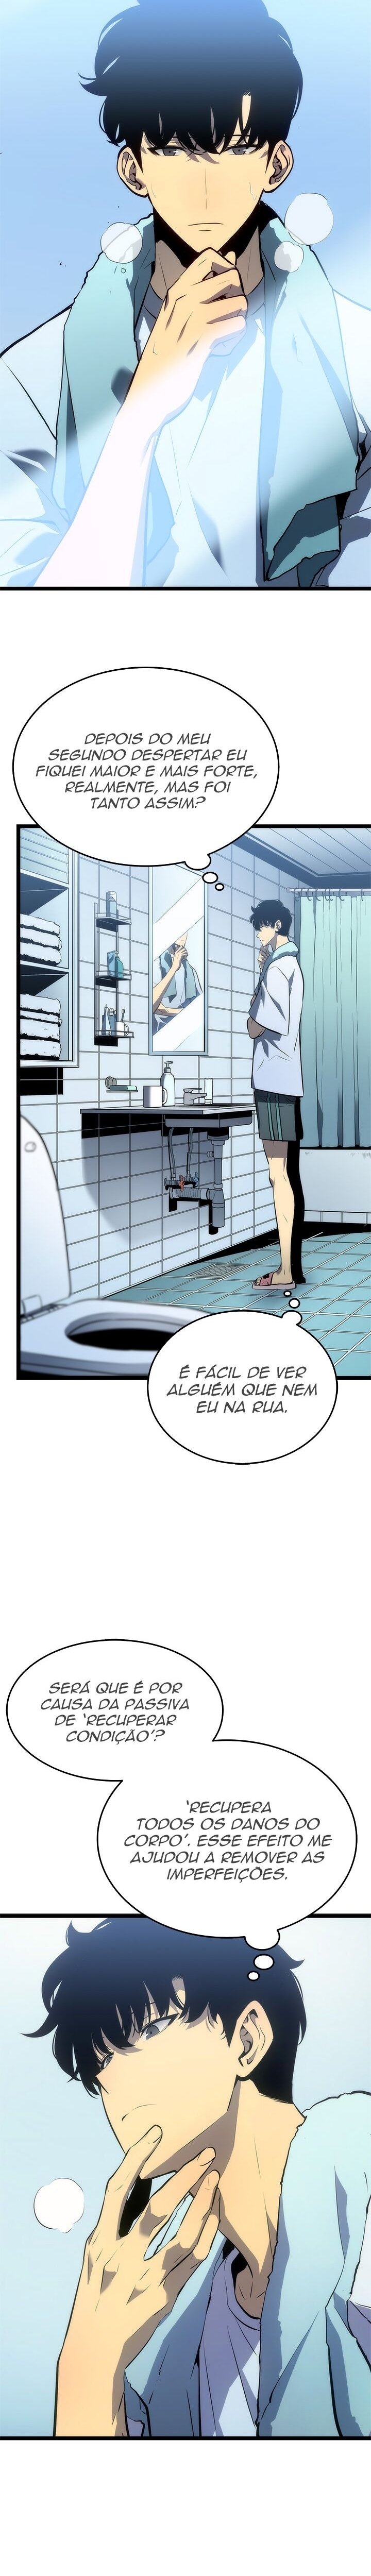 DEPOIS DO MEU
SEGUNDO DESPERTAR EU
FIQUEI MAIOR E MAIS FORTE,
REALMENTE, MAS FOI
TANTO ASSIM?
É FÁCIL DE VER
ALGUÉM QUE NEM
EU NA RUA.
SERÁ QUE É POR
CAUSA DA PASSIVA
DE 'RECUPERAR
CONDIÇÃO'?
'RECUPERA
TODOS OS DANOS DO
CORPO'. ESSE EFEITO ME
AJUDOU A REMOVER AS
IMPERFEIÇÕES.